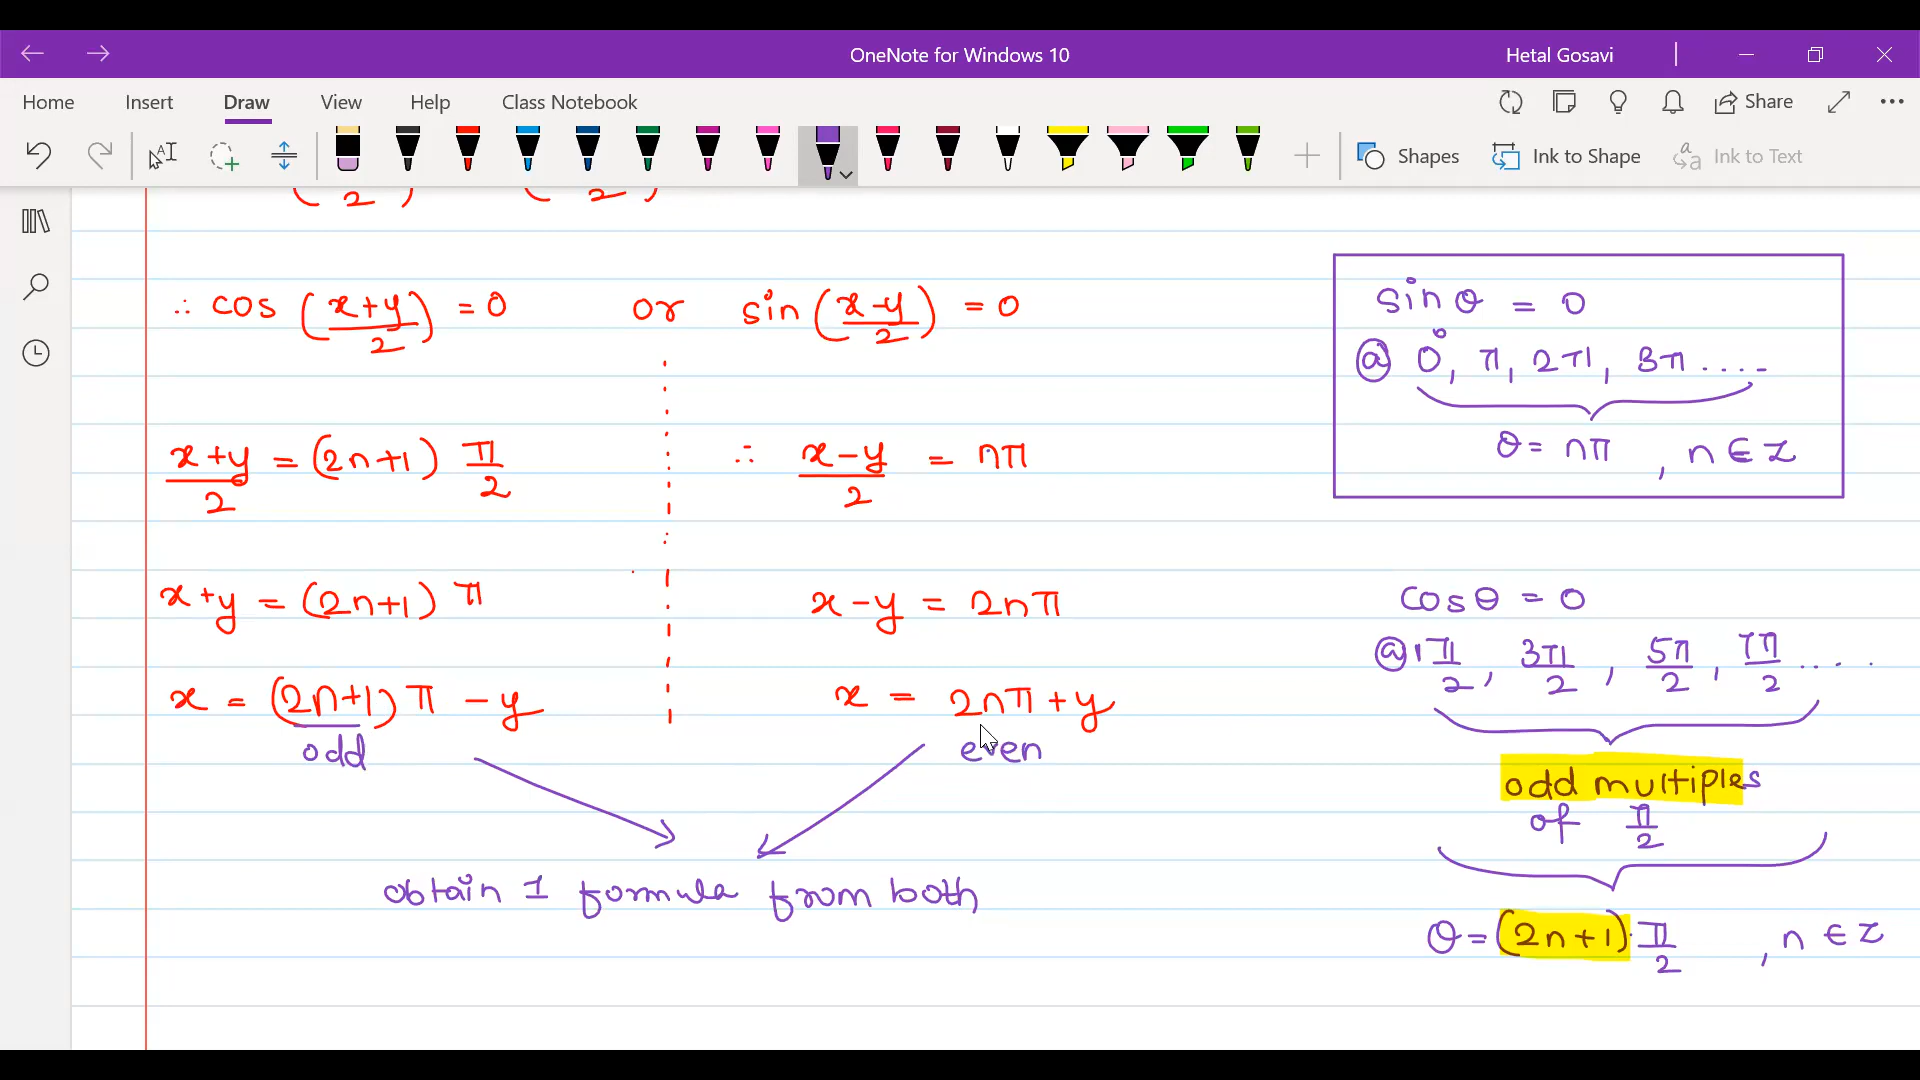 OneNote for Windows 10
Hetal Gosavi
Home Insert Draw View Help Class Notebook Share
Shapes Ink to Shape Ink to Text
( 2 ) ( 2 )
∴ cos ((x+y)/2) = 0 or sin ((x-y)/2) = 0
(x+y)/2 = (2n+1) π/2 ∴ (x-y)/2 = nπ
x+y = (2n+1) π x-y = 2nπ
x = (2n+1) π - y x = 2nπ + y
odd even
obtain 1 formula from both
sin θ = 0
@ 0°, π, 2π, 3π ....
θ = nπ , n ∈ Z
cos θ = 0
@ 1π/2, 3π/2, 5π/2, 7π/2 ....
odd multiples
of π/2
θ = (2n+1)·π/2 , n ∈ Z